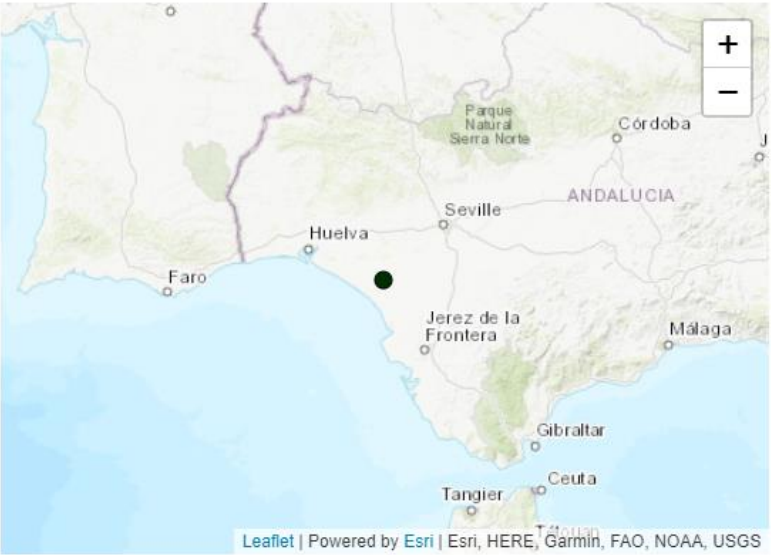 +
−
Parque
Natural
Sierra Norte
Córdoba
J
ANDALUCIA
Seville
Huelva
Faro
Jerez de la
Frontera
Málaga
Gibraltar
Ceuta
Tangier
Tétouan
Leaflet | Powered by Esri | Esri, HERE, Garmin, FAO, NOAA, USGS